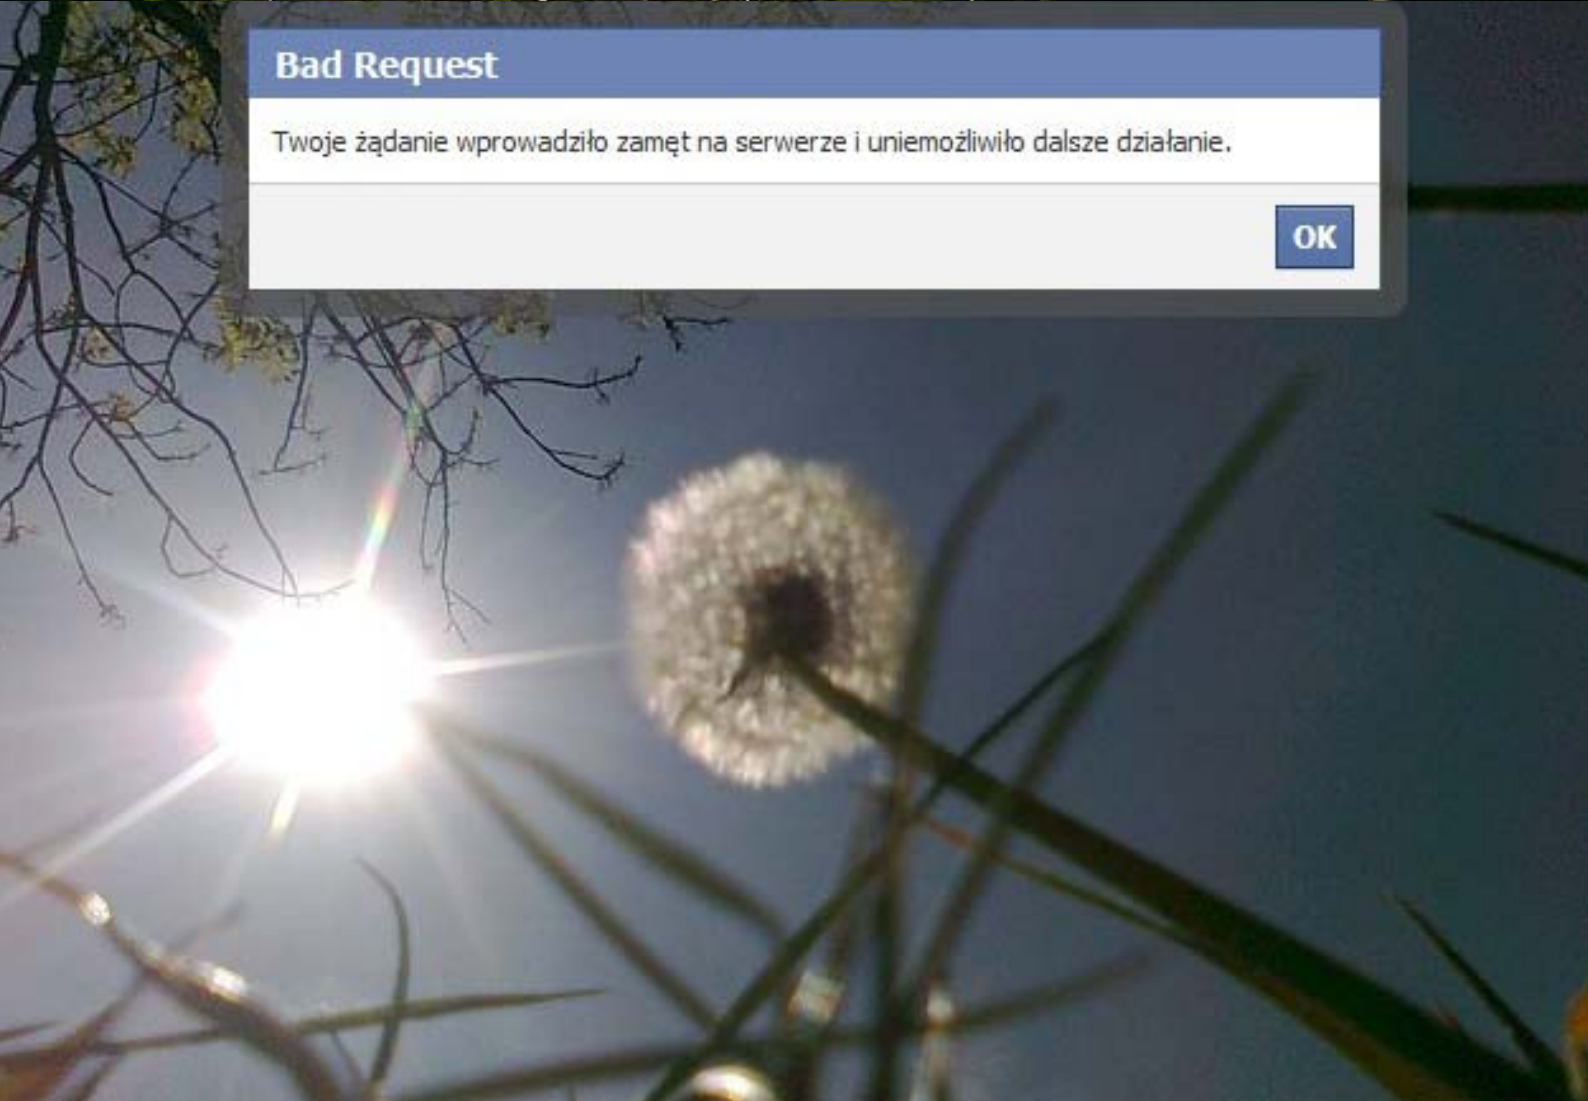 Bad Request
Twoje żądanie wprowadziło zamęt na serwerze i uniemożliwiło dalsze działanie.
OK